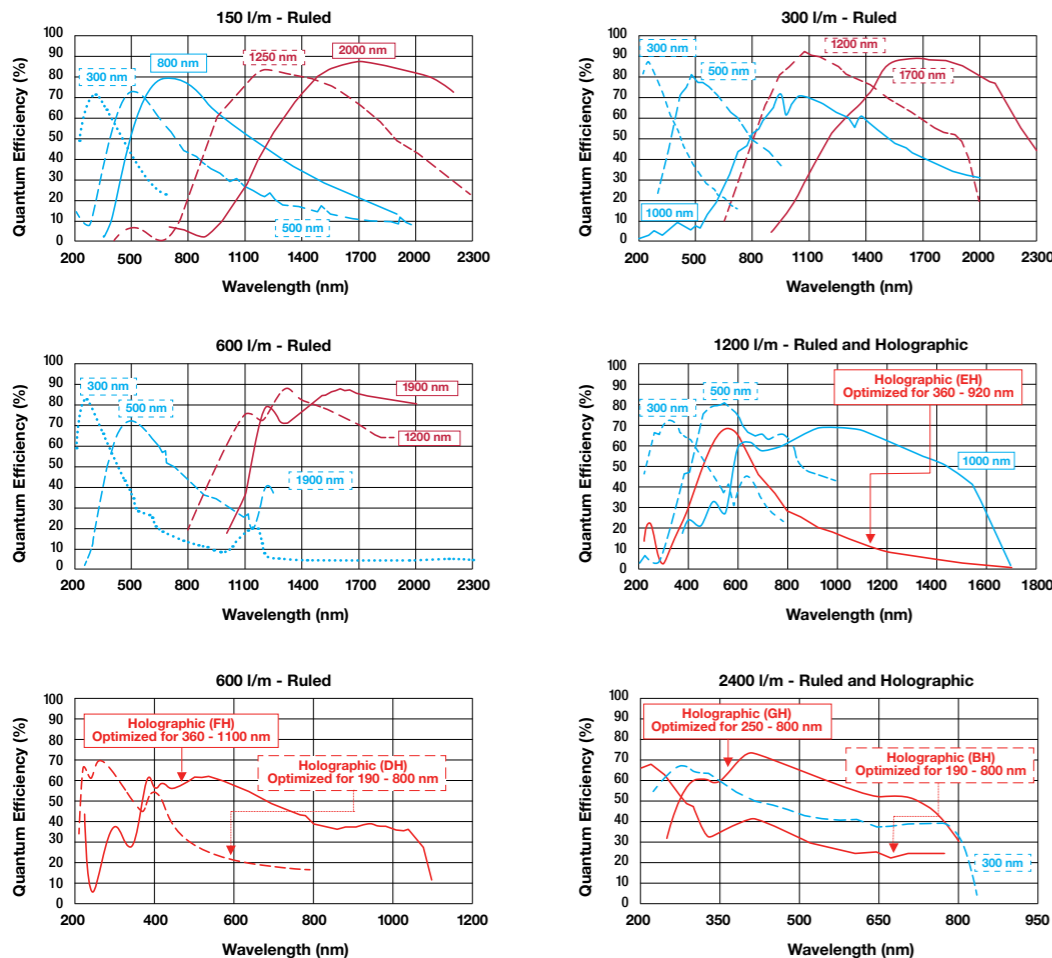 150 l/m - Ruled
Quantum Efficiency (%)
100
90
80
70
60
50
40
30
20
10
0
300 nm
800 nm
1250 nm
2000 nm
500 nm
200 500 800 1100 1400 1700 2000 2300
Wavelength (nm)
300 l/m - Ruled
Quantum Efficiency (%)
100
90
80
70
60
50
40
30
20
10
0
300 nm
500 nm
1200 nm
1700 nm
1000 nm
200 500 800 1100 1400 1700 2000 2300
Wavelength (nm)
600 l/m - Ruled
Quantum Efficiency (%)
100
90
80
70
60
50
40
30
20
10
0
300 nm
500 nm
1900 nm
1200 nm
1900 nm
200 500 800 1100 1400 1700 2000 2300
Wavelength (nm)
1200 l/m - Ruled and Holographic
Quantum Efficiency (%)
100
90
80
70
60
50
40
30
20
10
0
300 nm
500 nm
Holographic (EH)
Optimized for 360 - 920 nm
1000 nm
200 400 600 800 1000 1200 1400 1600 1800
Wavelength (nm)
600 l/m - Ruled
Quantum Efficiency (%)
100
90
80
70
60
50
40
30
20
10
0
Holographic (FH)
Optimized for 360 - 1100 nm
Holographic (DH)
Optimized for 190 - 800 nm
200 400 600 800 1000 1200
Wavelength (nm)
2400 l/m - Ruled and Holographic
Quantum Efficiency (%)
100
90
80
70
60
50
40
30
20
10
0
Holographic (GH)
Optimized for 250 - 800 nm
Holographic (BH)
Optimized for 190 - 800 nm
300 nm
200 350 500 650 800 950
Wavelength (nm)